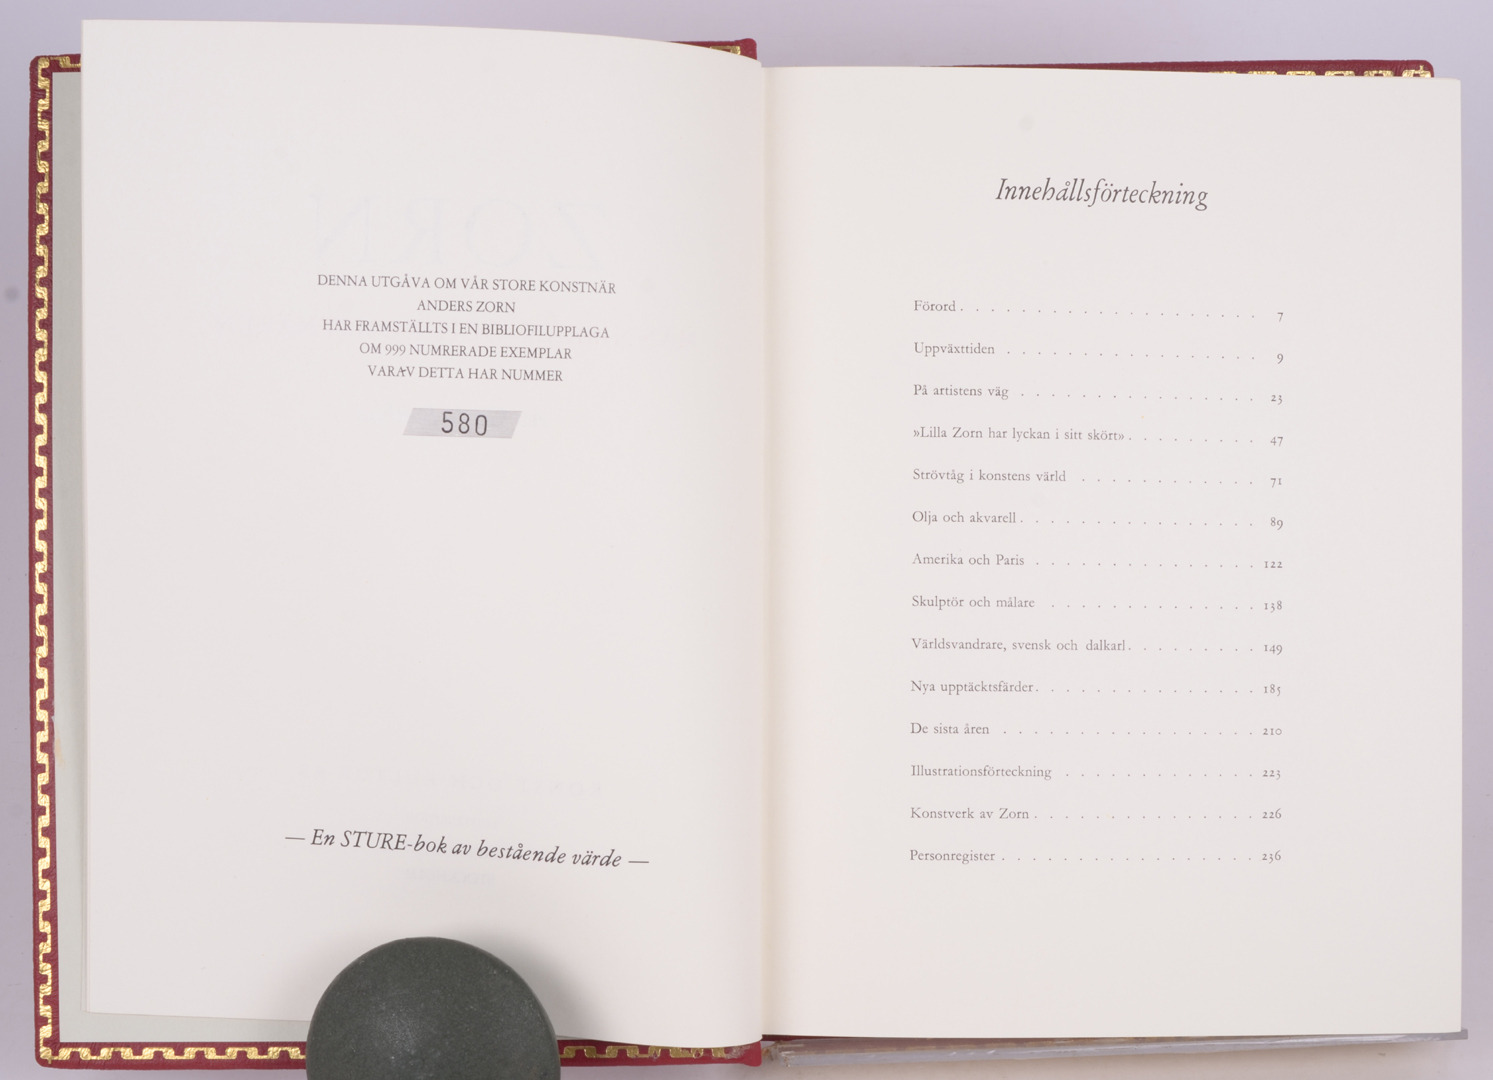 DENNA UTGÅVA OM VÅR STORE KONSTNÄR
ANDERS ZORN
HAR FRAMSTÄLLTS I EN BIBLIOFILUPPLAGA
OM 999 NUMRERADE EXEMPLAR
VARAV DETTA HAR NUMMER
580
— En STURE-bok av bestående värde —
Innehållsförteckning
Förord . . . . . . . . . . . . . . . . . . . . 7
Uppväxttiden . . . . . . . . . . . . . . . . . 9
På artistens väg . . . . . . . . . . . . . . . . 23
»Lilla Zorn har lyckan i sitt skört» . . . . . . . . . 47
Strövtåg i konstens värld . . . . . . . . . . . . 71
Olja och akvarell . . . . . . . . . . . . . . . . 89
Amerika och Paris . . . . . . . . . . . . . . . 122
Skulptör och målare . . . . . . . . . . . . . . 138
Världsvandrare, svensk och dalkarl . . . . . . . . . 149
Nya upptäcktsfärder . . . . . . . . . . . . . . . 185
De sista åren . . . . . . . . . . . . . . . . . 210
Illustrationsförteckning . . . . . . . . . . . . . 223
Konstverk av Zorn . . . . . . . . . . . . . . . 226
Personregister . . . . . . . . . . . . . . . . . 236